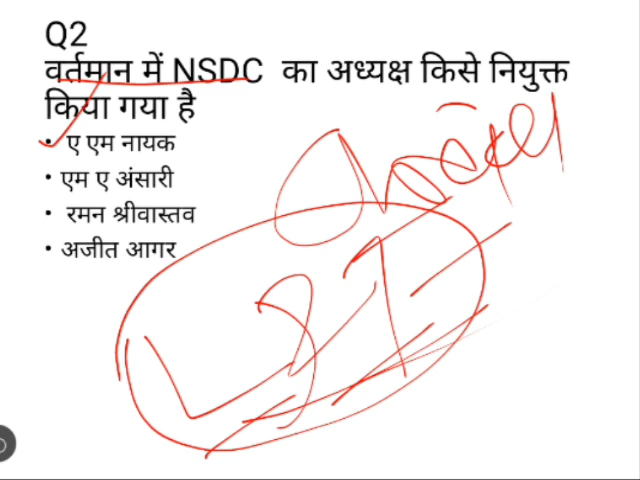 Q2
वर्तमान में NSDC का अध्यक्ष किसे नियुक्त
किया गया है
• ए एम नायक
• एम ए अंसारी
• रमन श्रीवास्तव
• अजीत आगर